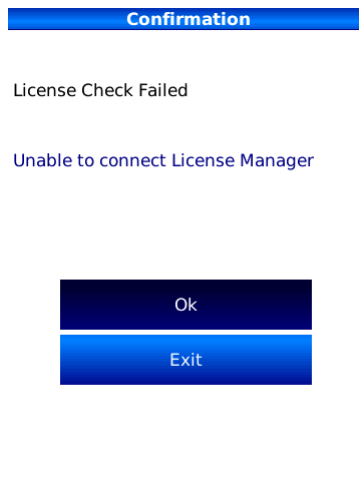 Confirmation
License Check Failed
Unable to connect License Manager
Ok
Exit